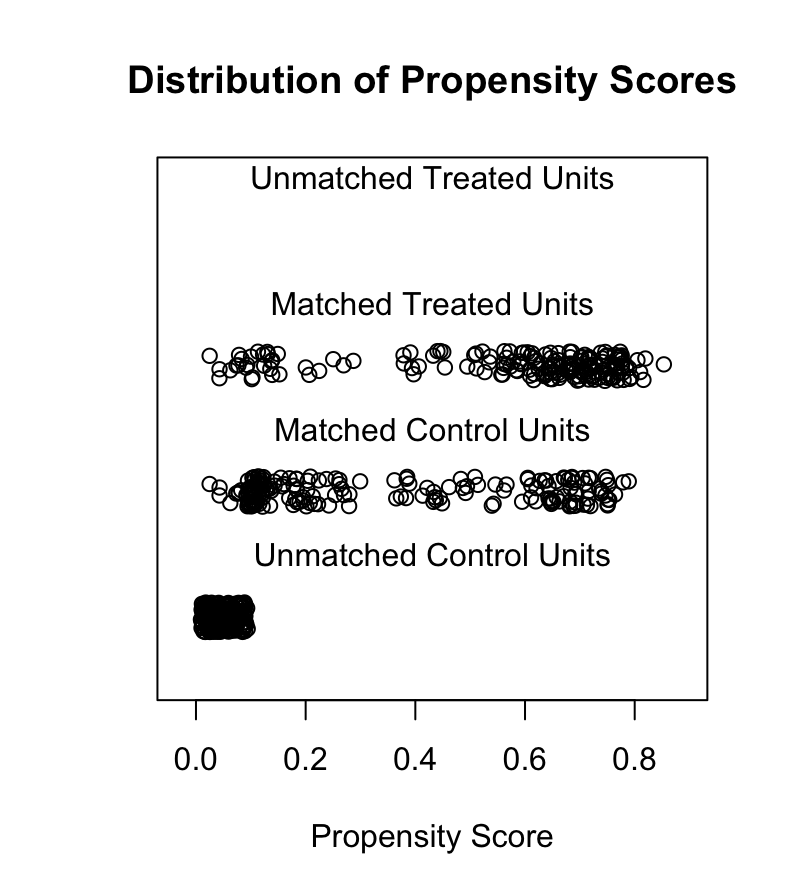 Distribution of Propensity Scores
Unmatched Treated Units
Matched Treated Units
Matched Control Units
Unmatched Control Units
0.0 0.2 0.4 0.6 0.8
Propensity Score